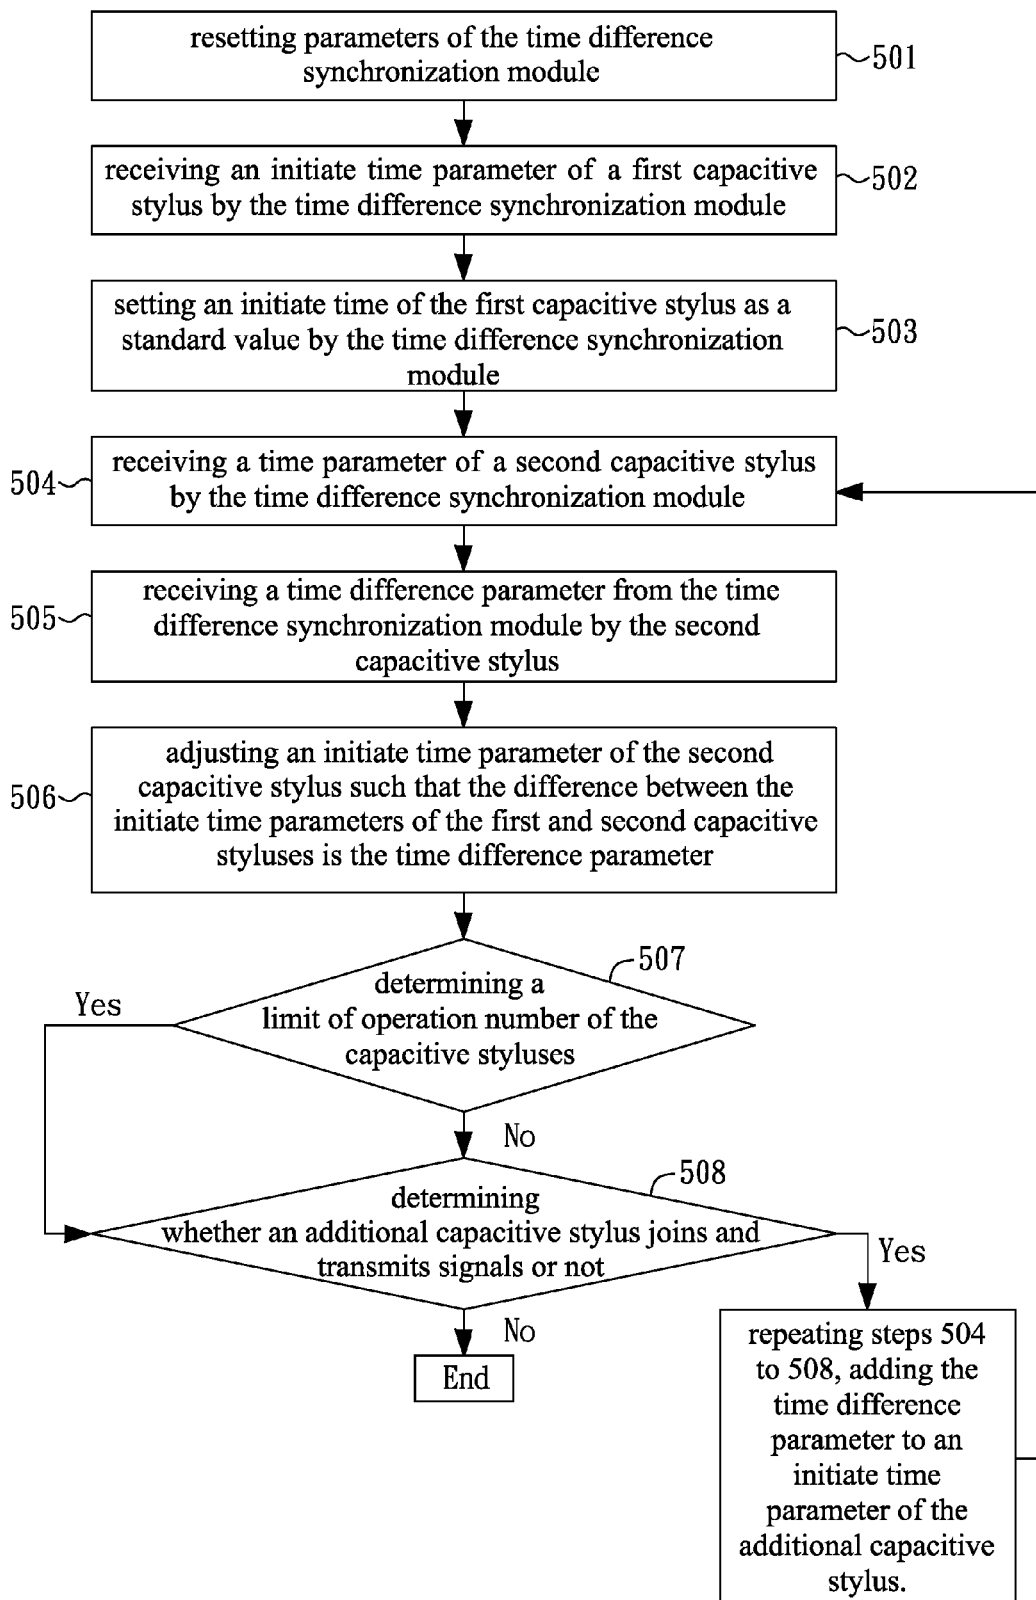 resetting parameters of the time difference
synchronization module
501
receiving an initiate time parameter of a first capacitive
stylus by the time difference synchronization module
502
setting an initiate time of the first capacitive stylus as a
standard value by the time difference synchronization
module
503
504
receiving a time parameter of a second capacitive stylus
by the time difference synchronization module
505
receiving a time difference parameter from the time
difference synchronization module by the second
capacitive stylus
506
adjusting an initiate time parameter of the second
capacitive stylus such that the difference between the
initiate time parameters of the first and second capacitive
styluses is the time difference parameter
507
determining a
limit of operation number of the
capacitive styluses
Yes
No
508
determining
whether an additional capacitive stylus joins and
transmits signals or not
Yes
No
End
repeating steps 504
to 508, adding the
time difference
parameter to an
initiate time
parameter of the
additional capacitive
stylus.